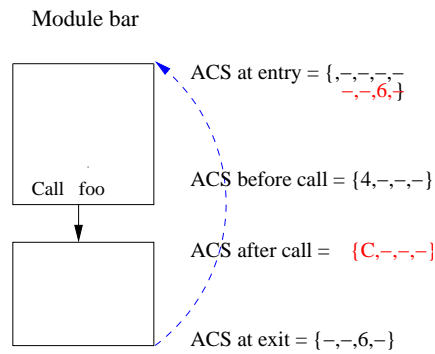 Module bar
ACS at entry = {,−,−,−,−
−,−,6,−}
Call foo
ACS before call = {4,−,−,−}
ACS after call = {C,−,−,−}
ACS at exit = {−,−,6,−}